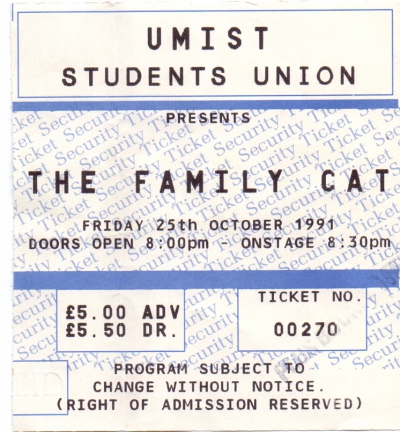 UMIST
STUDENTS UNION
PRESENTS
THE FAMILY CAT
FRIDAY 25th OCTOBER 1991
DOORS OPEN 8:00pm - ONSTAGE 8:30pm
£5.00 ADV
£5.50 DR.
TICKET NO.
00270
PROGRAM SUBJECT TO
CHANGE WITHOUT NOTICE.
(RIGHT OF ADMISSION RESERVED)